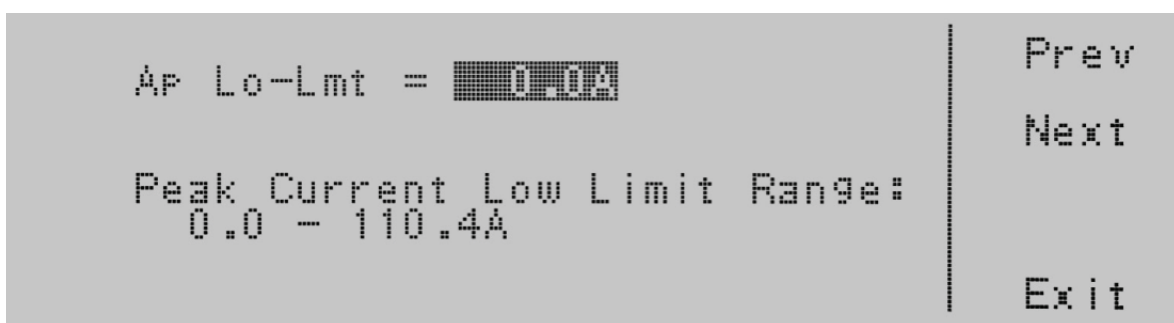 Ap Lo-Lmt = 0.0A
Peak Current Low Limit Range:
0.0 - 110.4A
Prev
Next
Exit